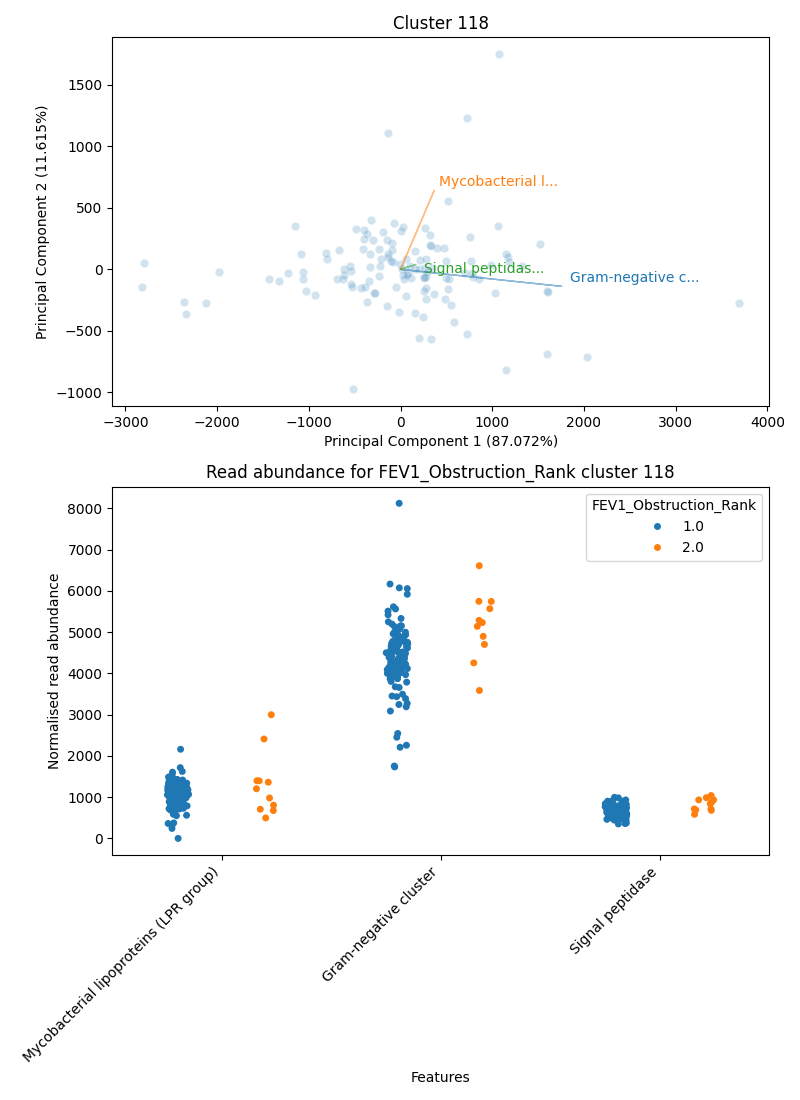 Cluster 118
Principal Component 2 (11.615%)
1500
1000
500
0
−500
−1000
Mycobacterial l...
Signal peptidas...
Gram-negative c...
−3000 −2000 −1000 0 1000 2000 3000 4000
Principal Component 1 (87.072%)
Read abundance for FEV1_Obstruction_Rank cluster 118
Normalised read abundance
8000
7000
6000
5000
4000
3000
2000
1000
0
FEV1_Obstruction_Rank
1.0
2.0
Mycobacterial lipoproteins (LPR group)
Gram-negative cluster
Signal peptidase
Features